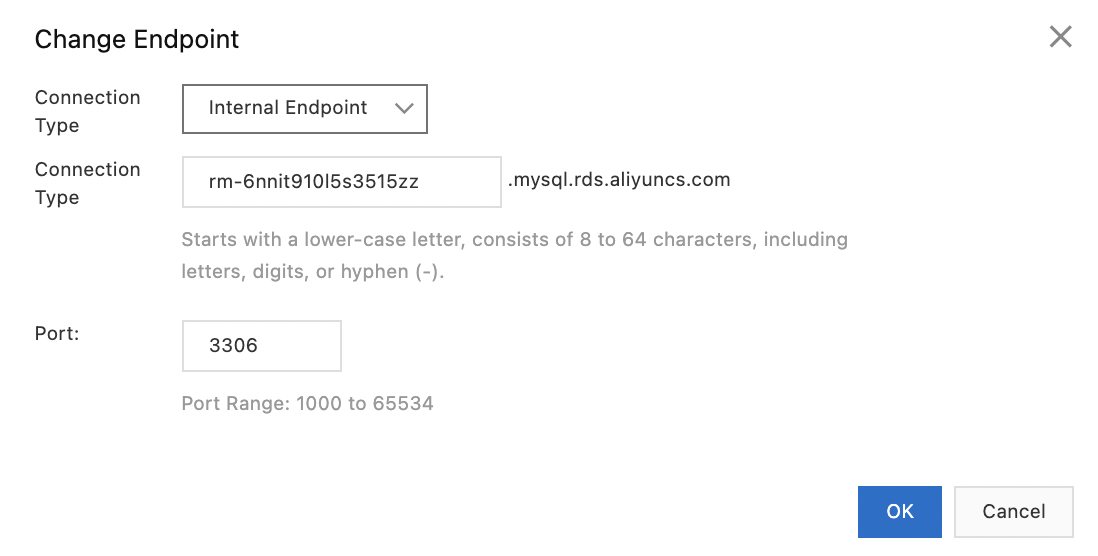 Change Endpoint
Connection Type
Internal Endpoint
Connection Type
rm-6nnit910l5s3515zz .mysql.rds.aliyuncs.com
Starts with a lower-case letter, consists of 8 to 64 characters, including
letters, digits, or hyphen (-).
Port:
3306
Port Range: 1000 to 65534
OK
Cancel